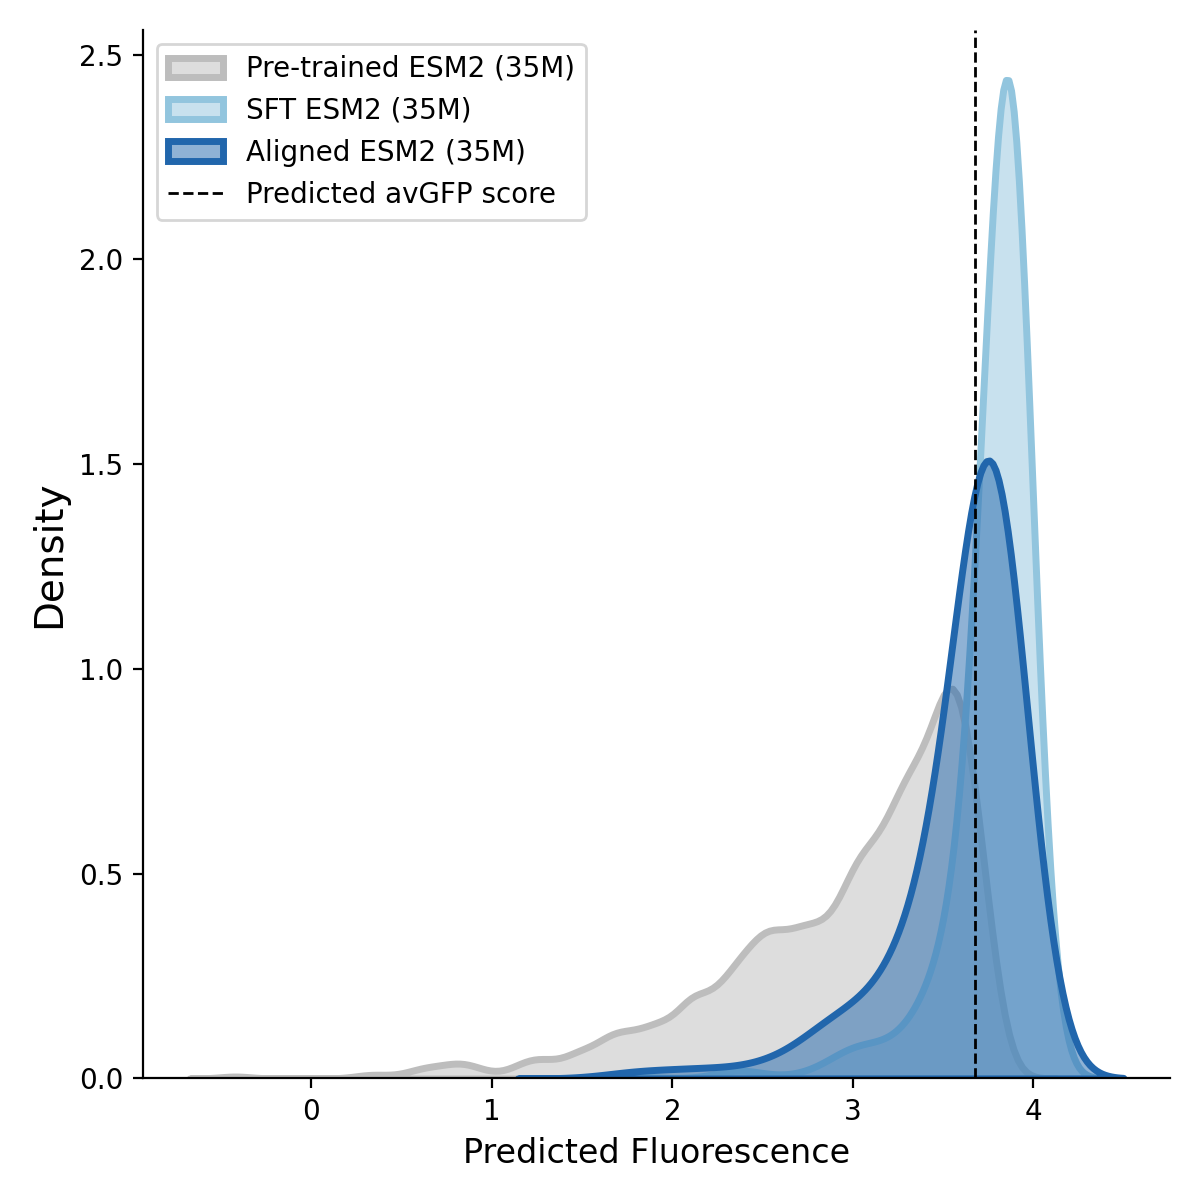 Pre-trained ESM2 (35M)
SFT ESM2 (35M)
Aligned ESM2 (35M)
Predicted avGFP score
2.5
2.0
1.5
1.0
0.5
0.0
Density
0 1 2 3 4
Predicted Fluorescence